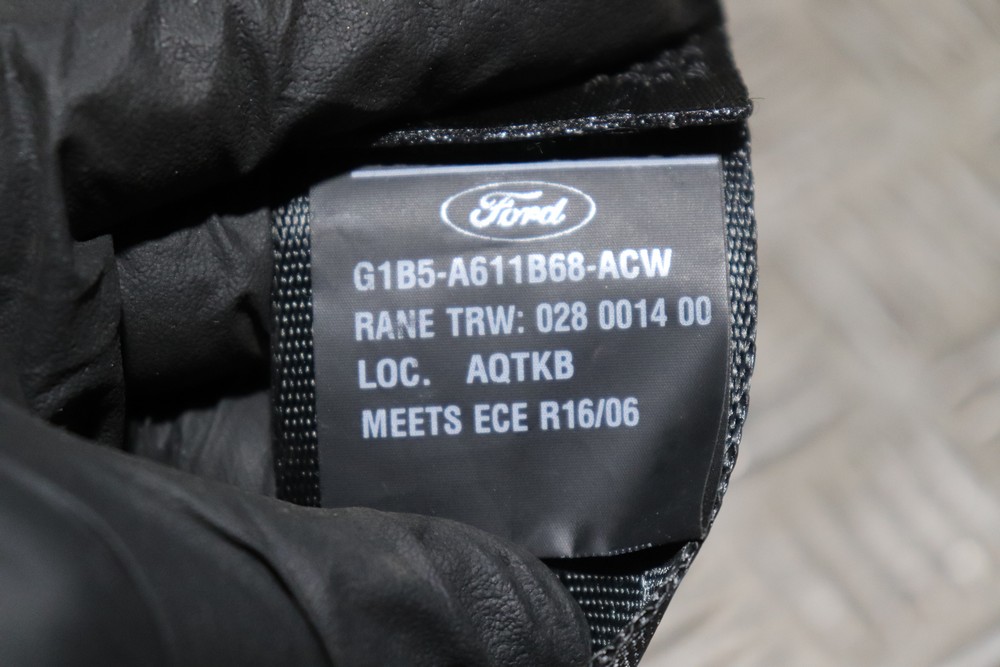 Ford
G1B5-A611B68-ACW
RANE TRW: 028 0014 00
LOC. AQTKB
MEETS ECE R16/06